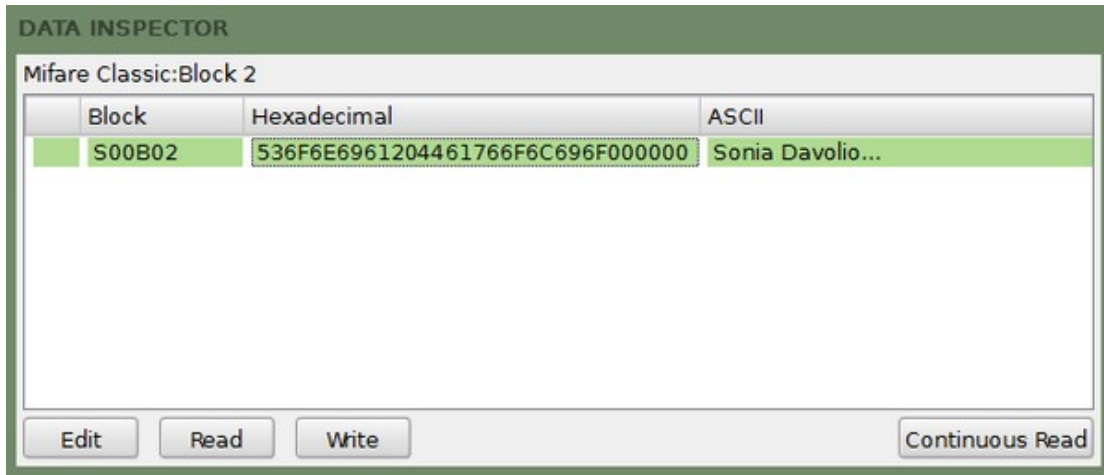 DATA INSPECTOR
Mifare Classic:Block 2
Block Hexadecimal ASCII
S00B02 536F6E6961204461766F6C696F000000 Sonia Davolio...
Edit Read Write Continuous Read